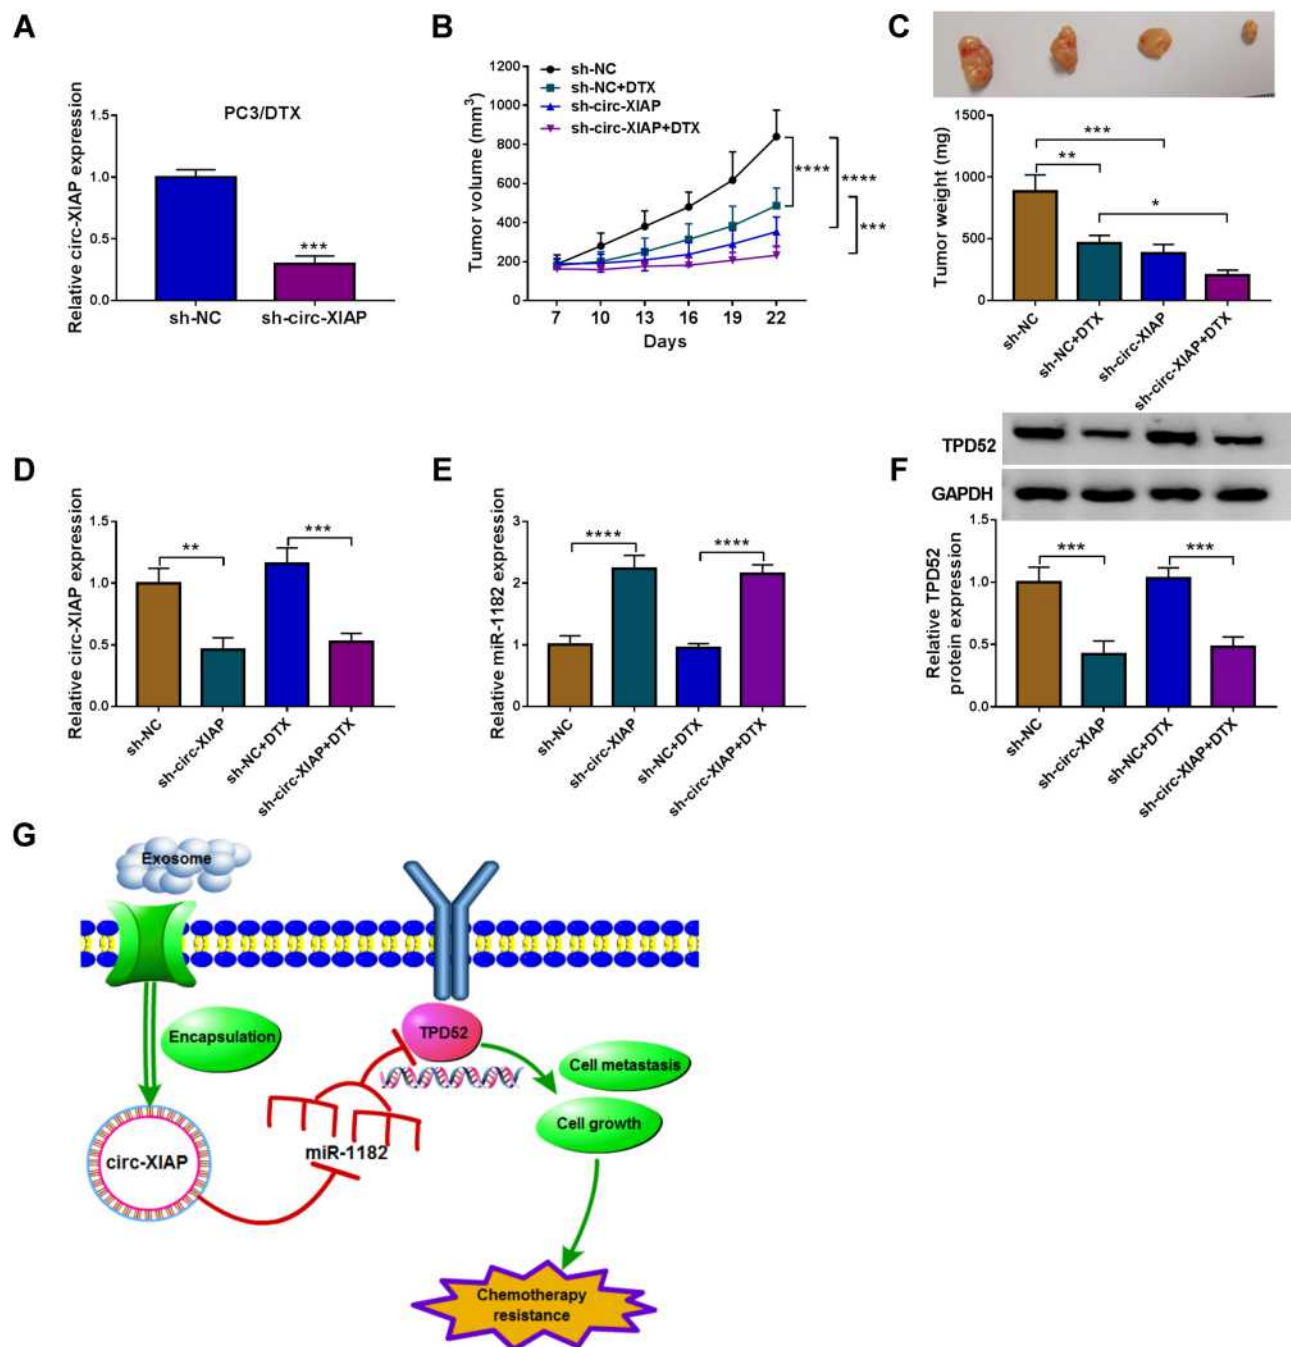 A
Relative circ-XIAP expression
PC3/DTX
1.5
1.0
0.5
0.0
***
sh-NC
sh-circ-XIAP
B
Tumor volume (mm³)
1200
1000
800
600
400
200
0
sh-NC
sh-NC+DTX
sh-circ-XIAP
sh-circ-XIAP+DTX
****
****
***
7 10 13 16 19 22
Days
C
Tumor weight (mg)
1000
500
0
***
**
*
sh-NC
sh-NC+DTX
sh-circ-XIAP
sh-circ-XIAP+DTX
D
Relative circ-XIAP expression
1.5
1.0
0.5
0.0
**
***
sh-NC
sh-circ-XIAP
sh-NC+DTX
sh-circ-XIAP+DTX
E
Relative miR-1182 expression
3
2
1
0
****
****
sh-NC
sh-circ-XIAP
sh-NC+DTX
sh-circ-XIAP+DTX
F
TPD52
GAPDH
Relative TPD52
protein expression
1.5
1.0
0.5
0.0
***
***
sh-NC
sh-circ-XIAP
sh-NC+DTX
sh-circ-XIAP+DTX
G
Exosome
Encapsulation
circ-XIAP
miR-1182
TPD52
Cell metastasis
Cell growth
Chemotherapy
resistance